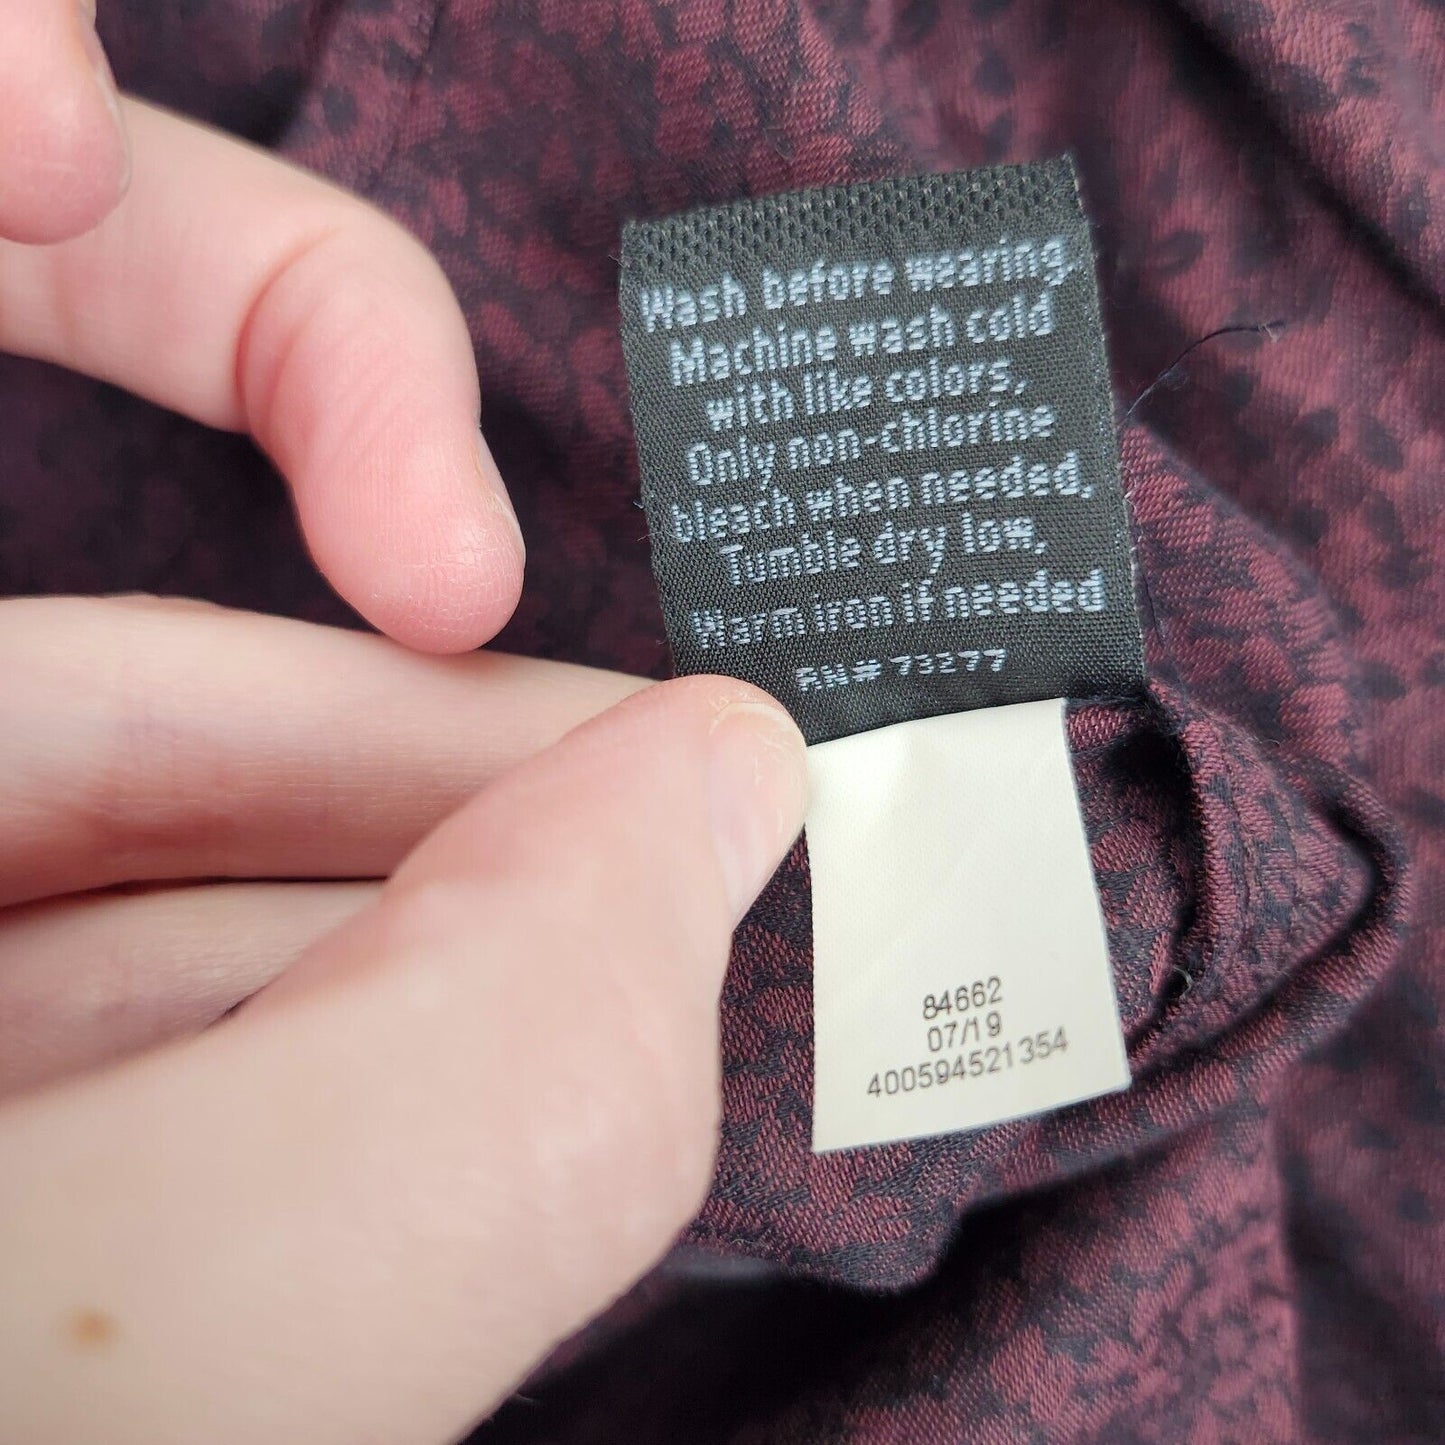 Wash before wearing.
Machine wash cold
with like colors,
Only non-chlorine
bleach when needed,
Tumble dry low,
Warm iron if needed
RN# 73277
84662
07/19
400594521354